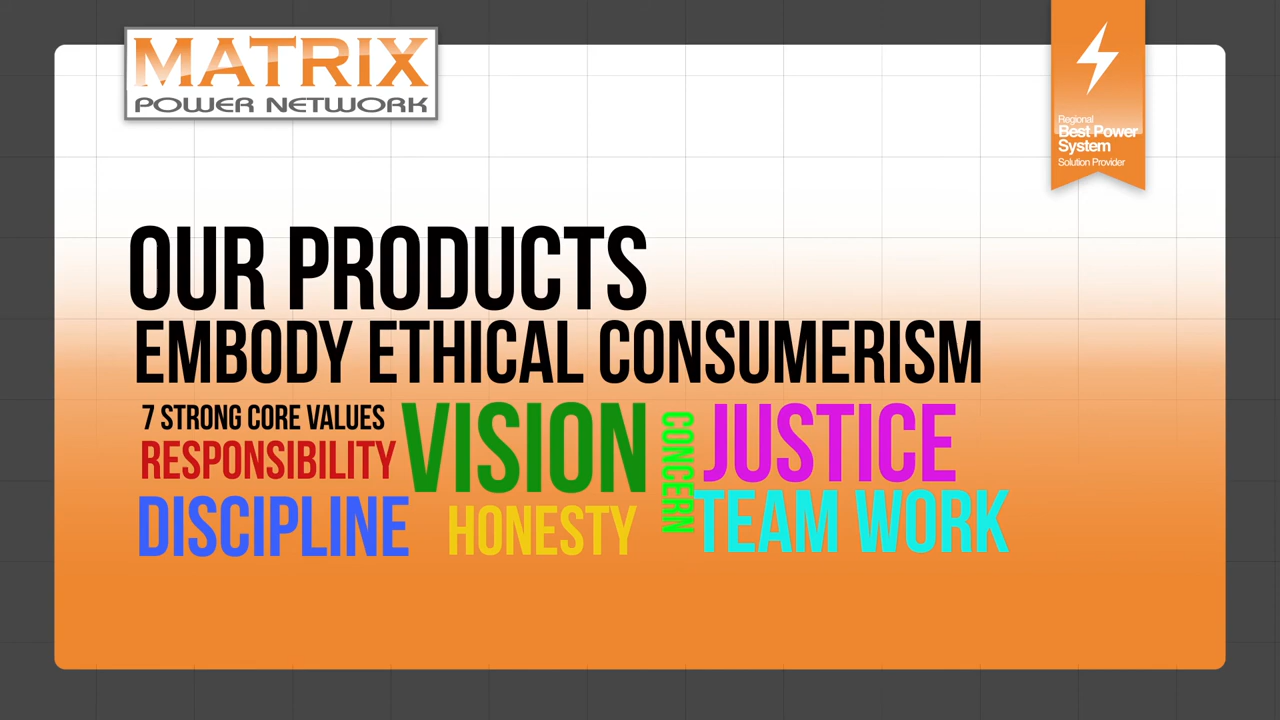 MATRIX
POWER NETWORK
Regional
Best Power
System
Solution Provider
OUR PRODUCTS
EMBODY ETHICAL CONSUMERISM
7 STRONG CORE VALUES
RESPONSIBILITY
VISION
CONCERN
JUSTICE
DISCIPLINE
HONESTY
TEAM WORK